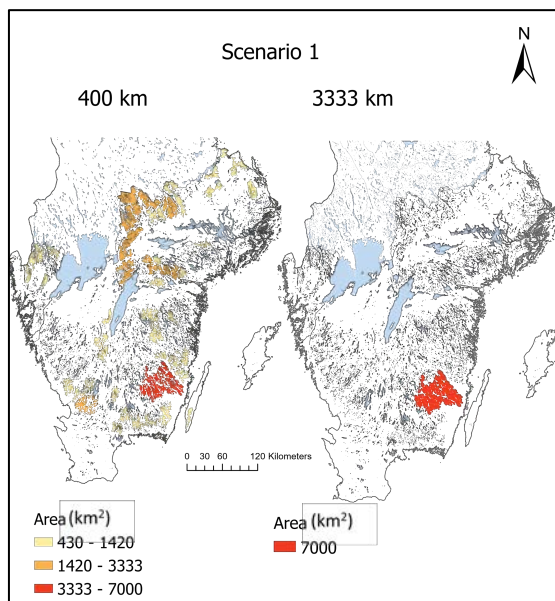 N
Scenario 1
400 km
3333 km
0 30 60 120 Kilometers
Area (km²)
430 - 1420
1420 - 3333
3333 - 7000
Area (km²)
7000